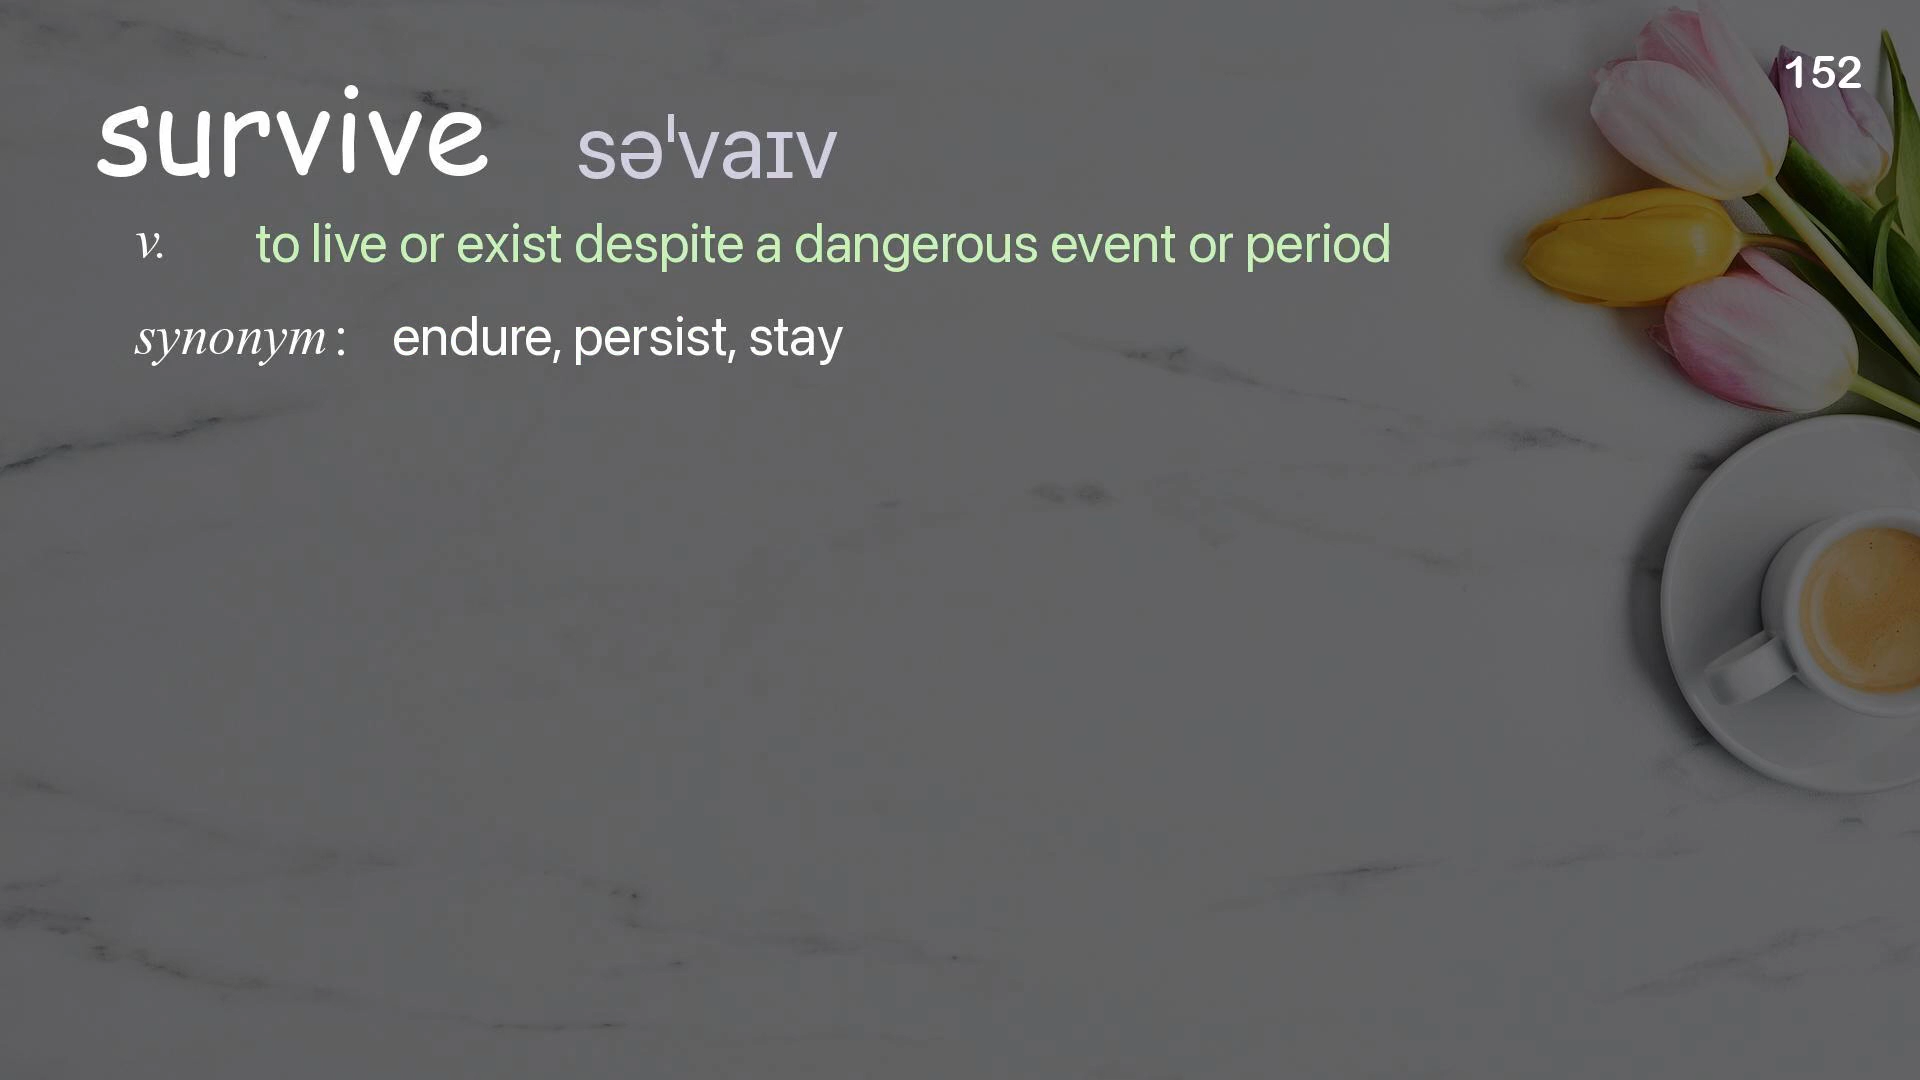 152
survive səˈvaɪv
v. to live or exist despite a dangerous event or period
synonym : endure, persist, stay